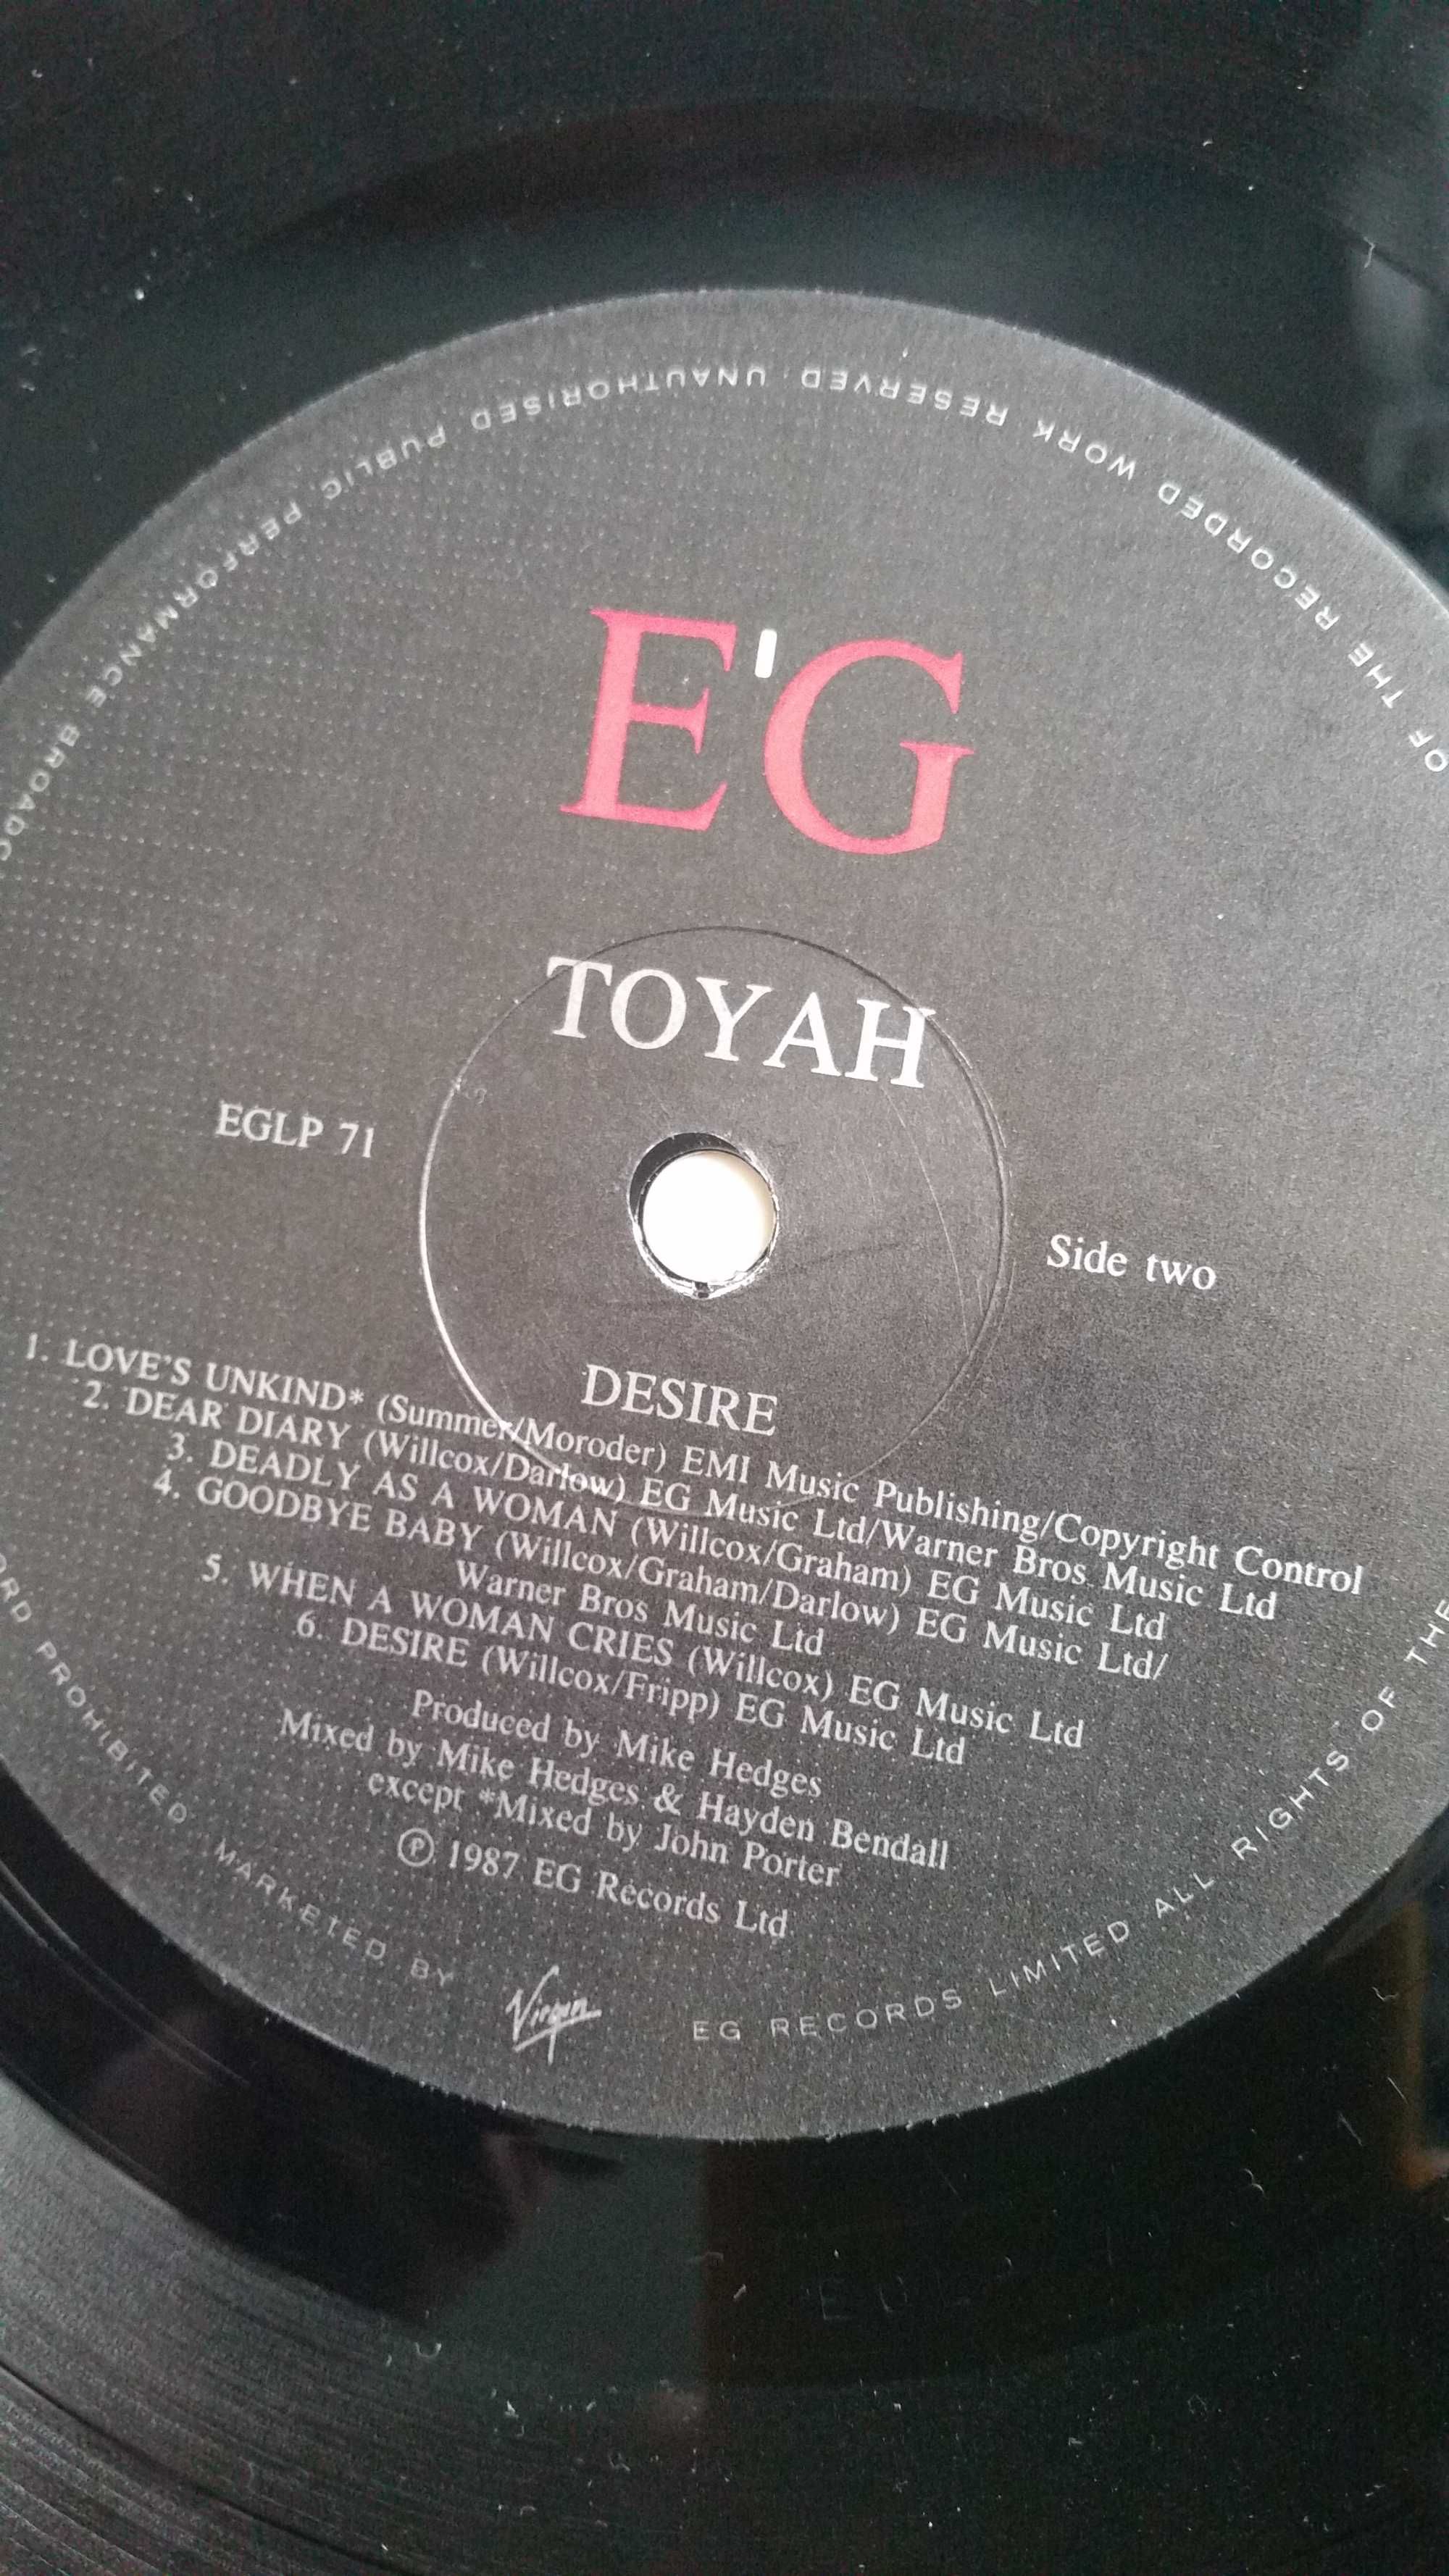 EG
TOYAH
EGLP 71
Side two
DESIRE
1. LOVE'S UNKIND* (Summer/Moroder) EMI Music Publishing/Copyright Control
2. DEAR DIARY (Willcox/Darlow) EG Music Ltd/Warner Bros Music Ltd
3. DEADLY AS A WOMAN (Willcox/Graham) EG Music Ltd
4. GOODBYE BABY (Willcox/Graham/Darlow) EG Music Ltd/
Warner Bros Music Ltd
5. WHEN A WOMAN CRIES (Willcox) EG Music Ltd
6. DESIRE (Willcox/Fripp) EG Music Ltd
Produced by Mike Hedges
Mixed by Mike Hedges & Hayden Bendall
except *Mixed by John Porter
℗ 1987 EG Records Ltd
MARKETED BY Virgin EG RECORDS LIMITED ALL RIGHTS OF THE
OF THE RECORDED WORK RESERVED UNAUTHORISED PUBLIC PERFORMANCE
PROHIBITED